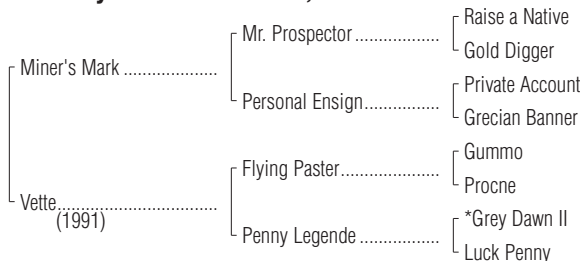 Raise a Native
Mr. Prospector ..................
Gold Digger
Miner's Mark ....................
Private Account
Personal Ensign................
Grecian Banner
Gummo
Flying Paster.....................
Procne
Vette..................................
(1991)
*Grey Dawn II
Penny Legende .................
Luck Penny